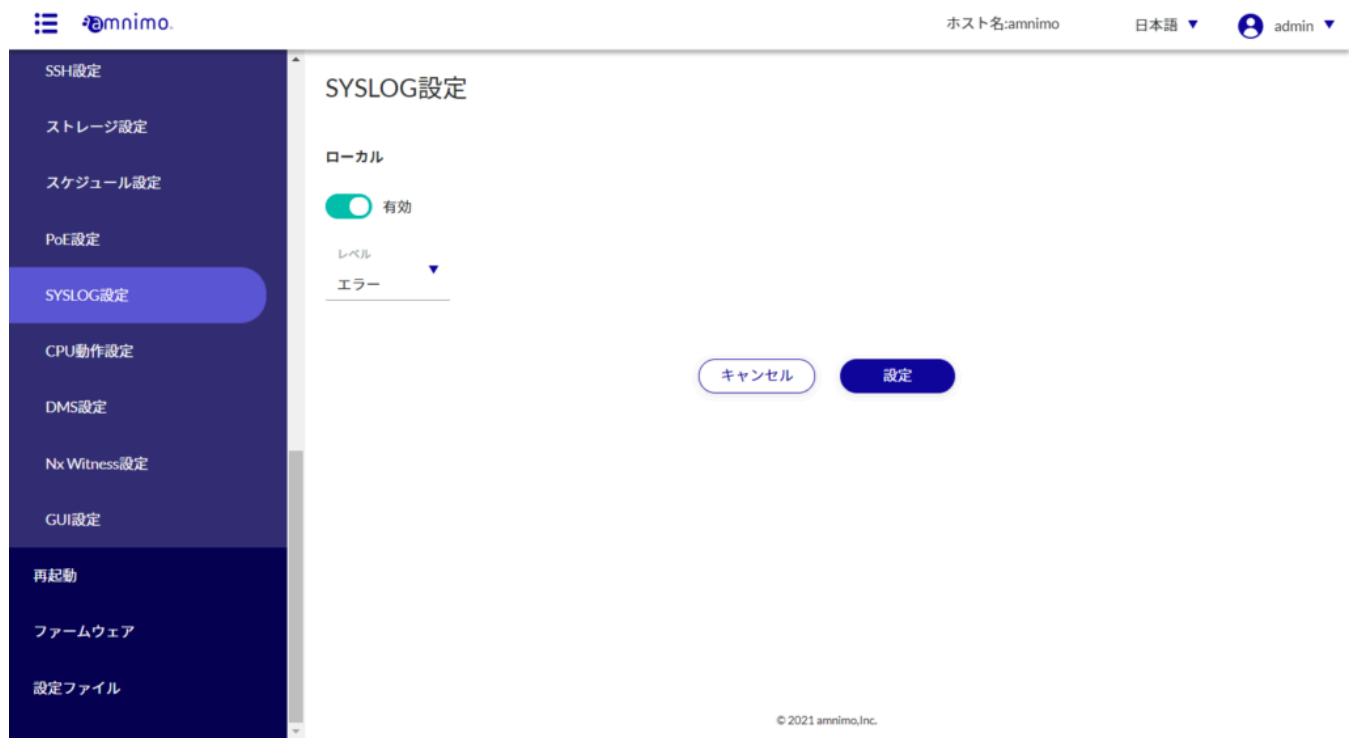 amnimo.
ホスト名:amnimo
日本語 ▼
admin ▼
SSH設定
ストレージ設定
スケジュール設定
PoE設定
SYSLOG設定
CPU動作設定
DMS設定
Nx Witness設定
GUI設定
再起動
ファームウェア
設定ファイル
SYSLOG設定
ローカル
有効
レベル
エラー ▼
キャンセル
設定
© 2021 amnimo,Inc.